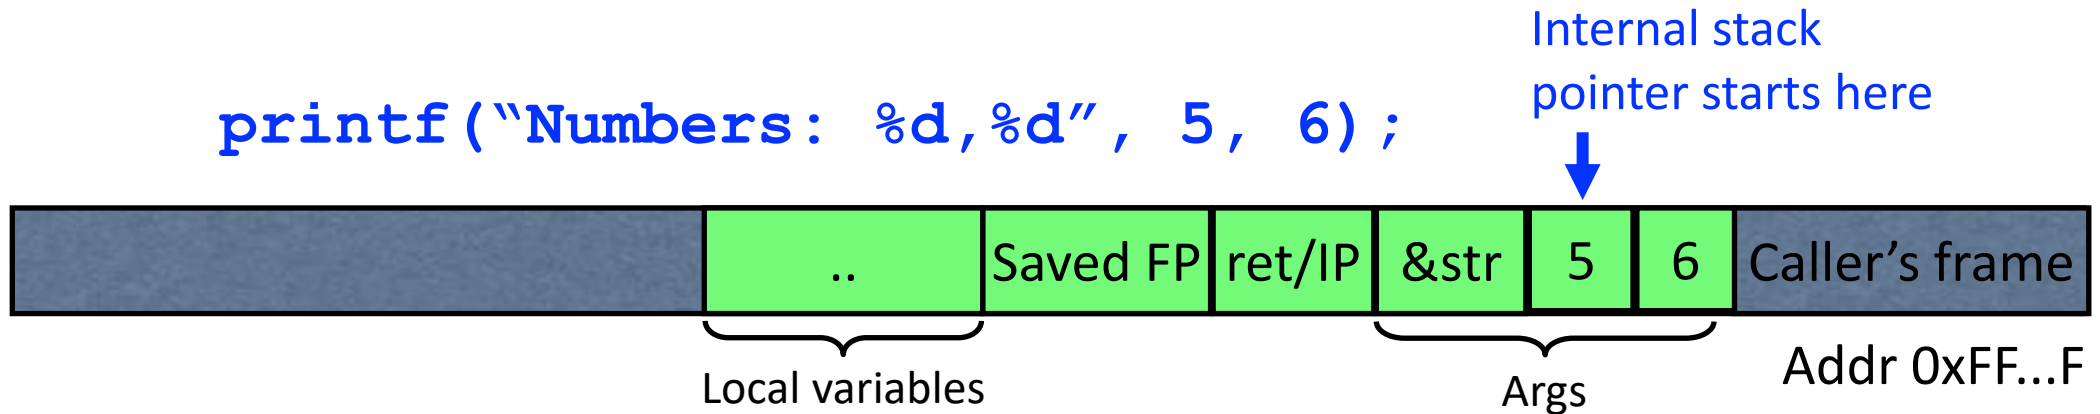 Internal stack
pointer starts here
printf(‟Numbers: %d,%d”, 5, 6);
.. Saved FP ret/IP &str 5 6 Caller’s frame
Local variables
Args
Addr 0xFF...F